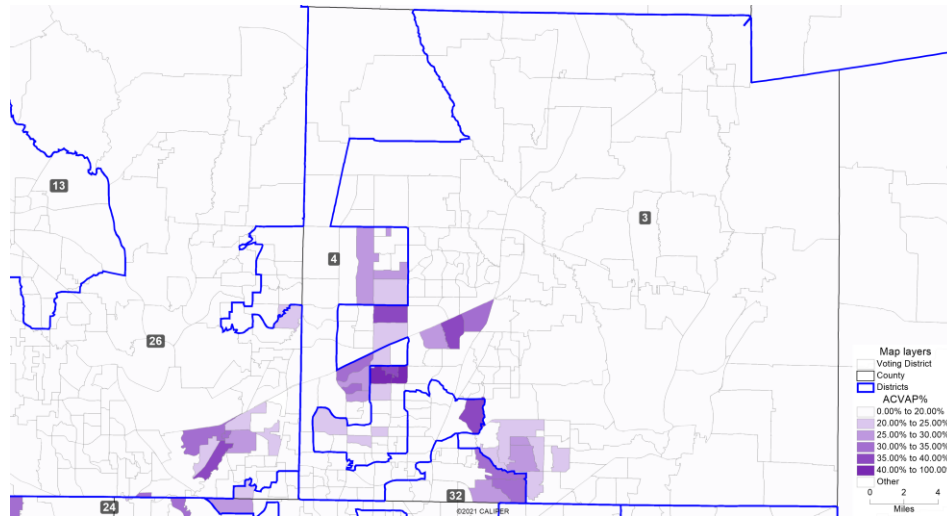 13
4
3
26
24
32
©2021 CALIPER
Map layers
Voting District
County
Districts
ACVAP%
0.00% to 20.00%
20.00% to 25.00%
25.00% to 30.00%
30.00% to 35.00%
35.00% to 40.00%
40.00% to 100.00
Other
0 2 4
Miles